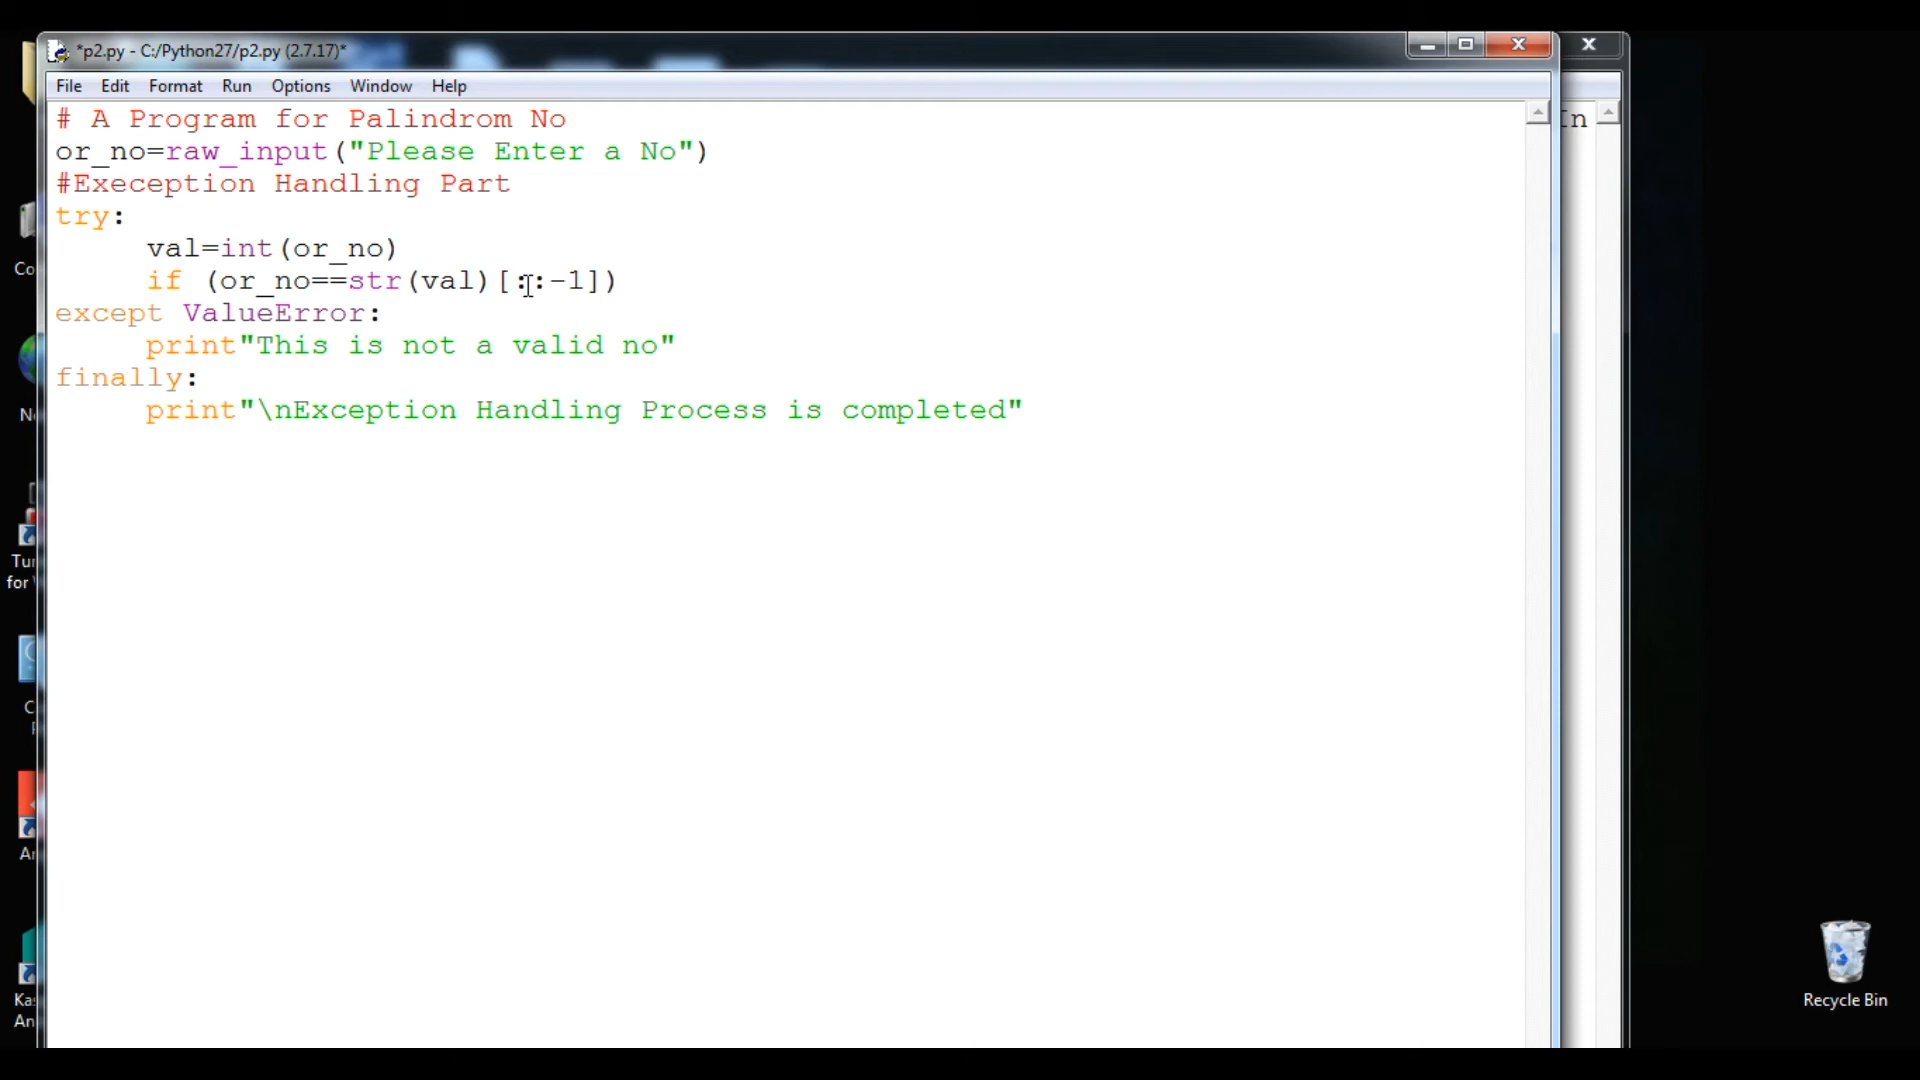 *p2.py - C:/Python27/p2.py (2.7.17)*
File Edit Format Run Options Window Help
# A Program for Palindrom No
or_no=raw_input("Please Enter a No")
#Exeception Handling Part
try:
val=int(or_no)
if (or_no==str(val)[::-1])
except ValueError:
print"This is not a valid no"
finally:
print"\nException Handling Process is completed"
Recycle Bin